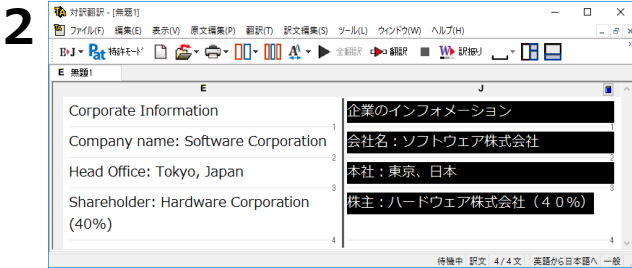 2
対訳翻訳 - [無題1]
ファイル(F) 編集(E) 表示(V) 原文編集(P) 翻訳(T) 訳文編集(S) ツール(L) ウィンドウ(W) ヘルプ(H)
E▸J Pat 特許モード 全翻訳 翻訳 W 訳振り
E 無題1
E J
Corporate Information 企業のインフォメーション
1 1
Company name: Software Corporation 会社名：ソフトウェア株式会社
2 2
Head Office: Tokyo, Japan 本社：東京、日本
3 3
Shareholder: Hardware Corporation 株主：ハードウェア株式会社（４０％）
(40%)
4 4
待機中 訳文 4/4文 英語から日本語へ 一般